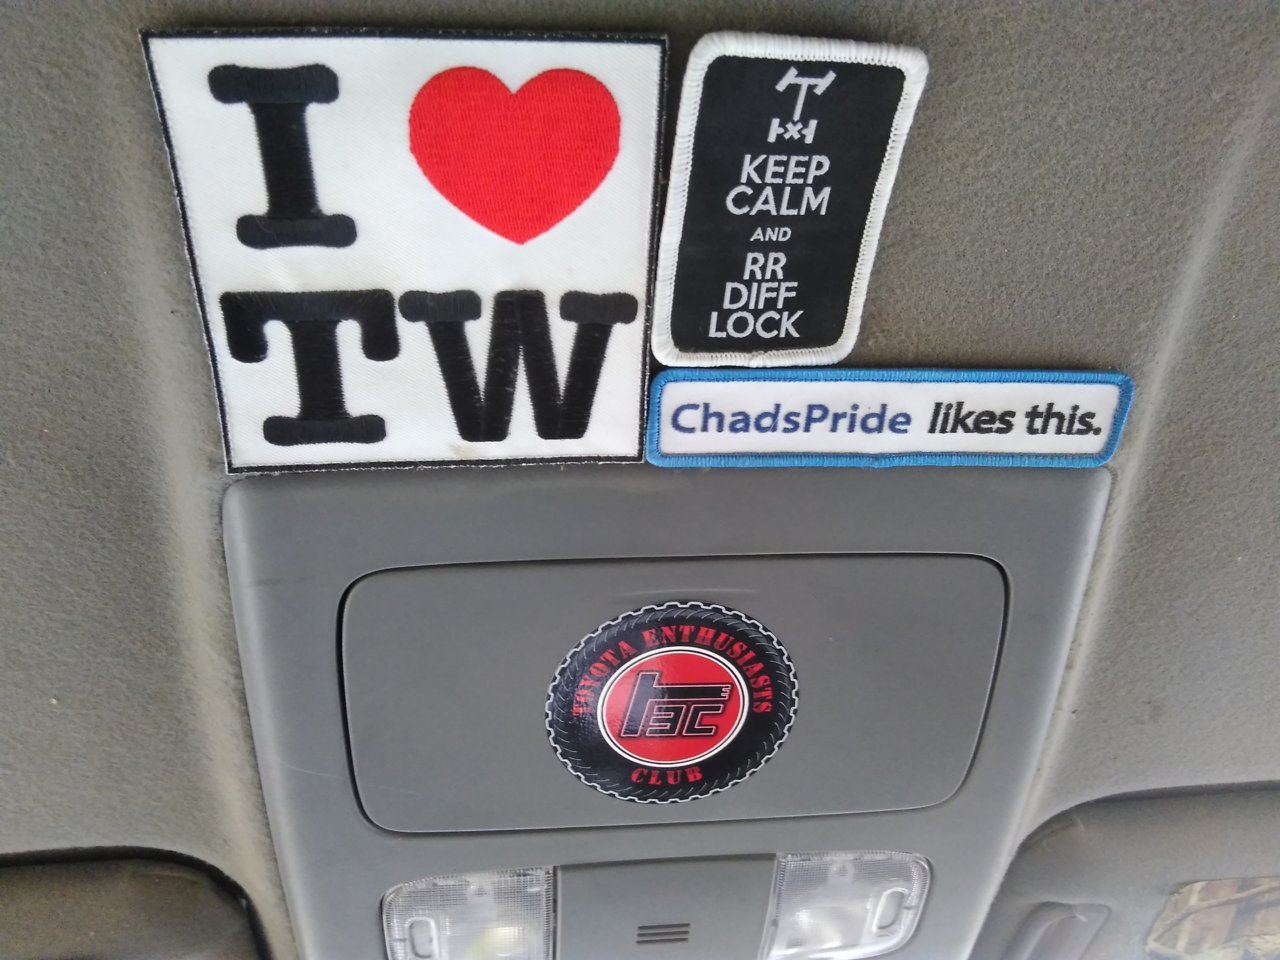 I ❤
TW
KEEP
CALM
AND
RR
DIFF
LOCK
ChadsPride likes this.
TOYOTA ENTHUSIASTS
TEC
CLUB